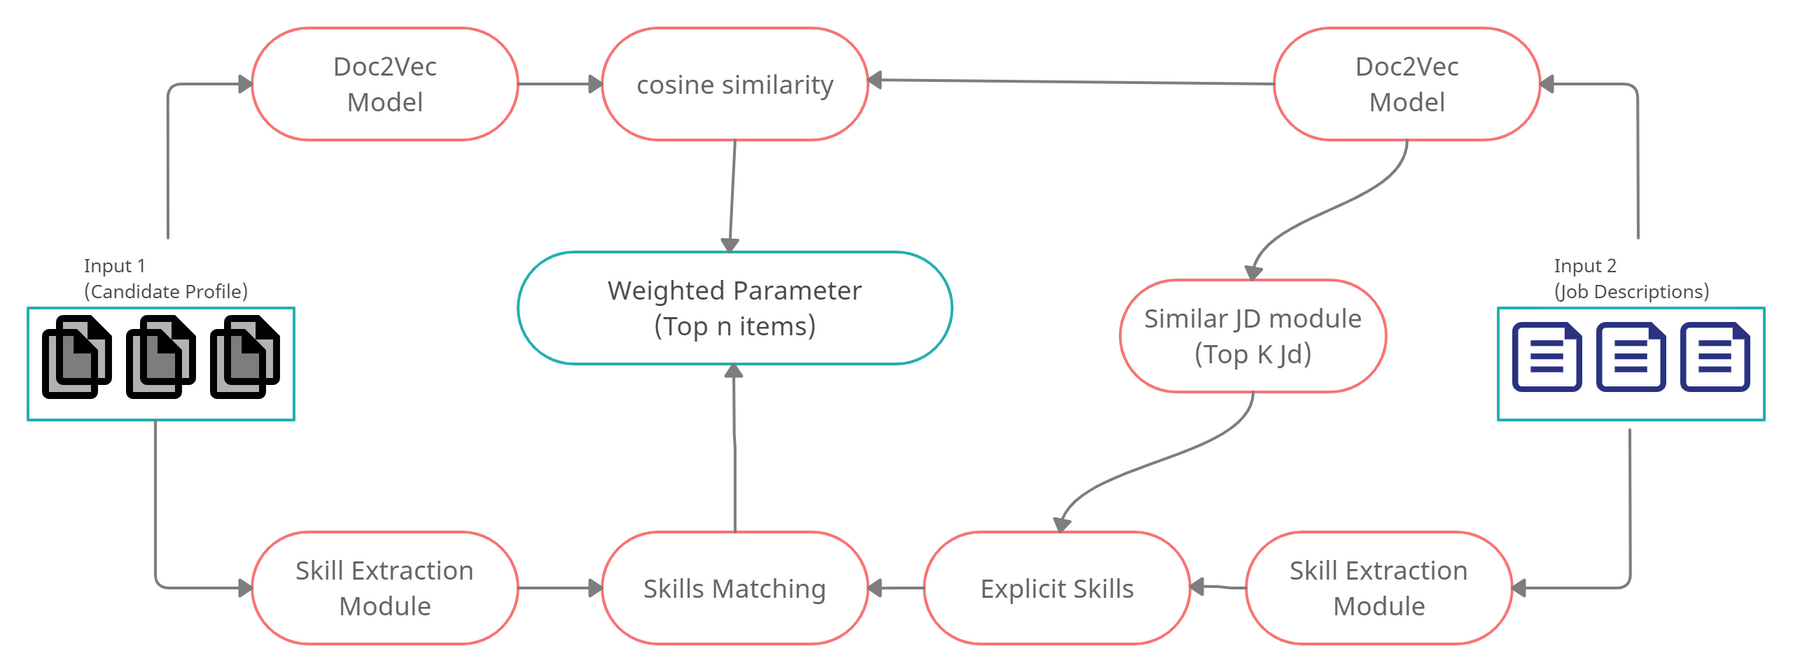 Doc2Vec
Model
cosine similarity
Doc2Vec
Model
Input 1
(Candidate Profile)
Weighted Parameter
(Top n items)
Similar JD module
(Top K Jd)
Input 2
(Job Descriptions)
Skill Extraction
Module
Skills Matching
Explicit Skills
Skill Extraction
Module